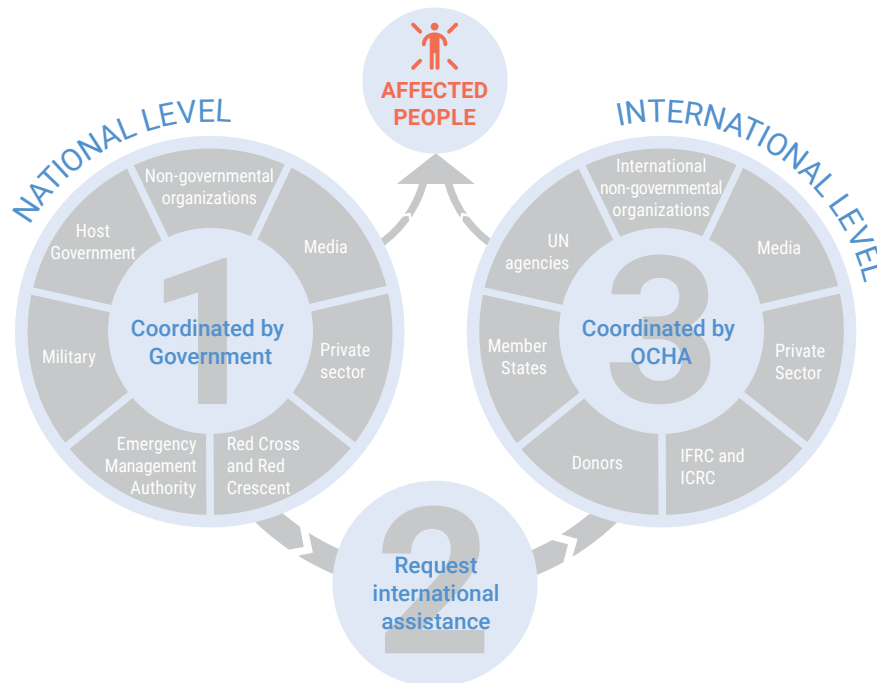 AFFECTED
PEOPLE
NATIONAL LEVEL
Non-governmental
organizations
Host
Government
Media
1
Coordinated by
Government
Military
Private
sector
Emergency
Management
Authority
Red Cross
and Red
Crescent
2
Request
international
assistance
INTERNATIONAL LEVEL
International
non-governmental
organizations
UN
agencies
Media
3
Coordinated by
OCHA
Member
States
Private
Sector
Donors
IFRC and
ICRC